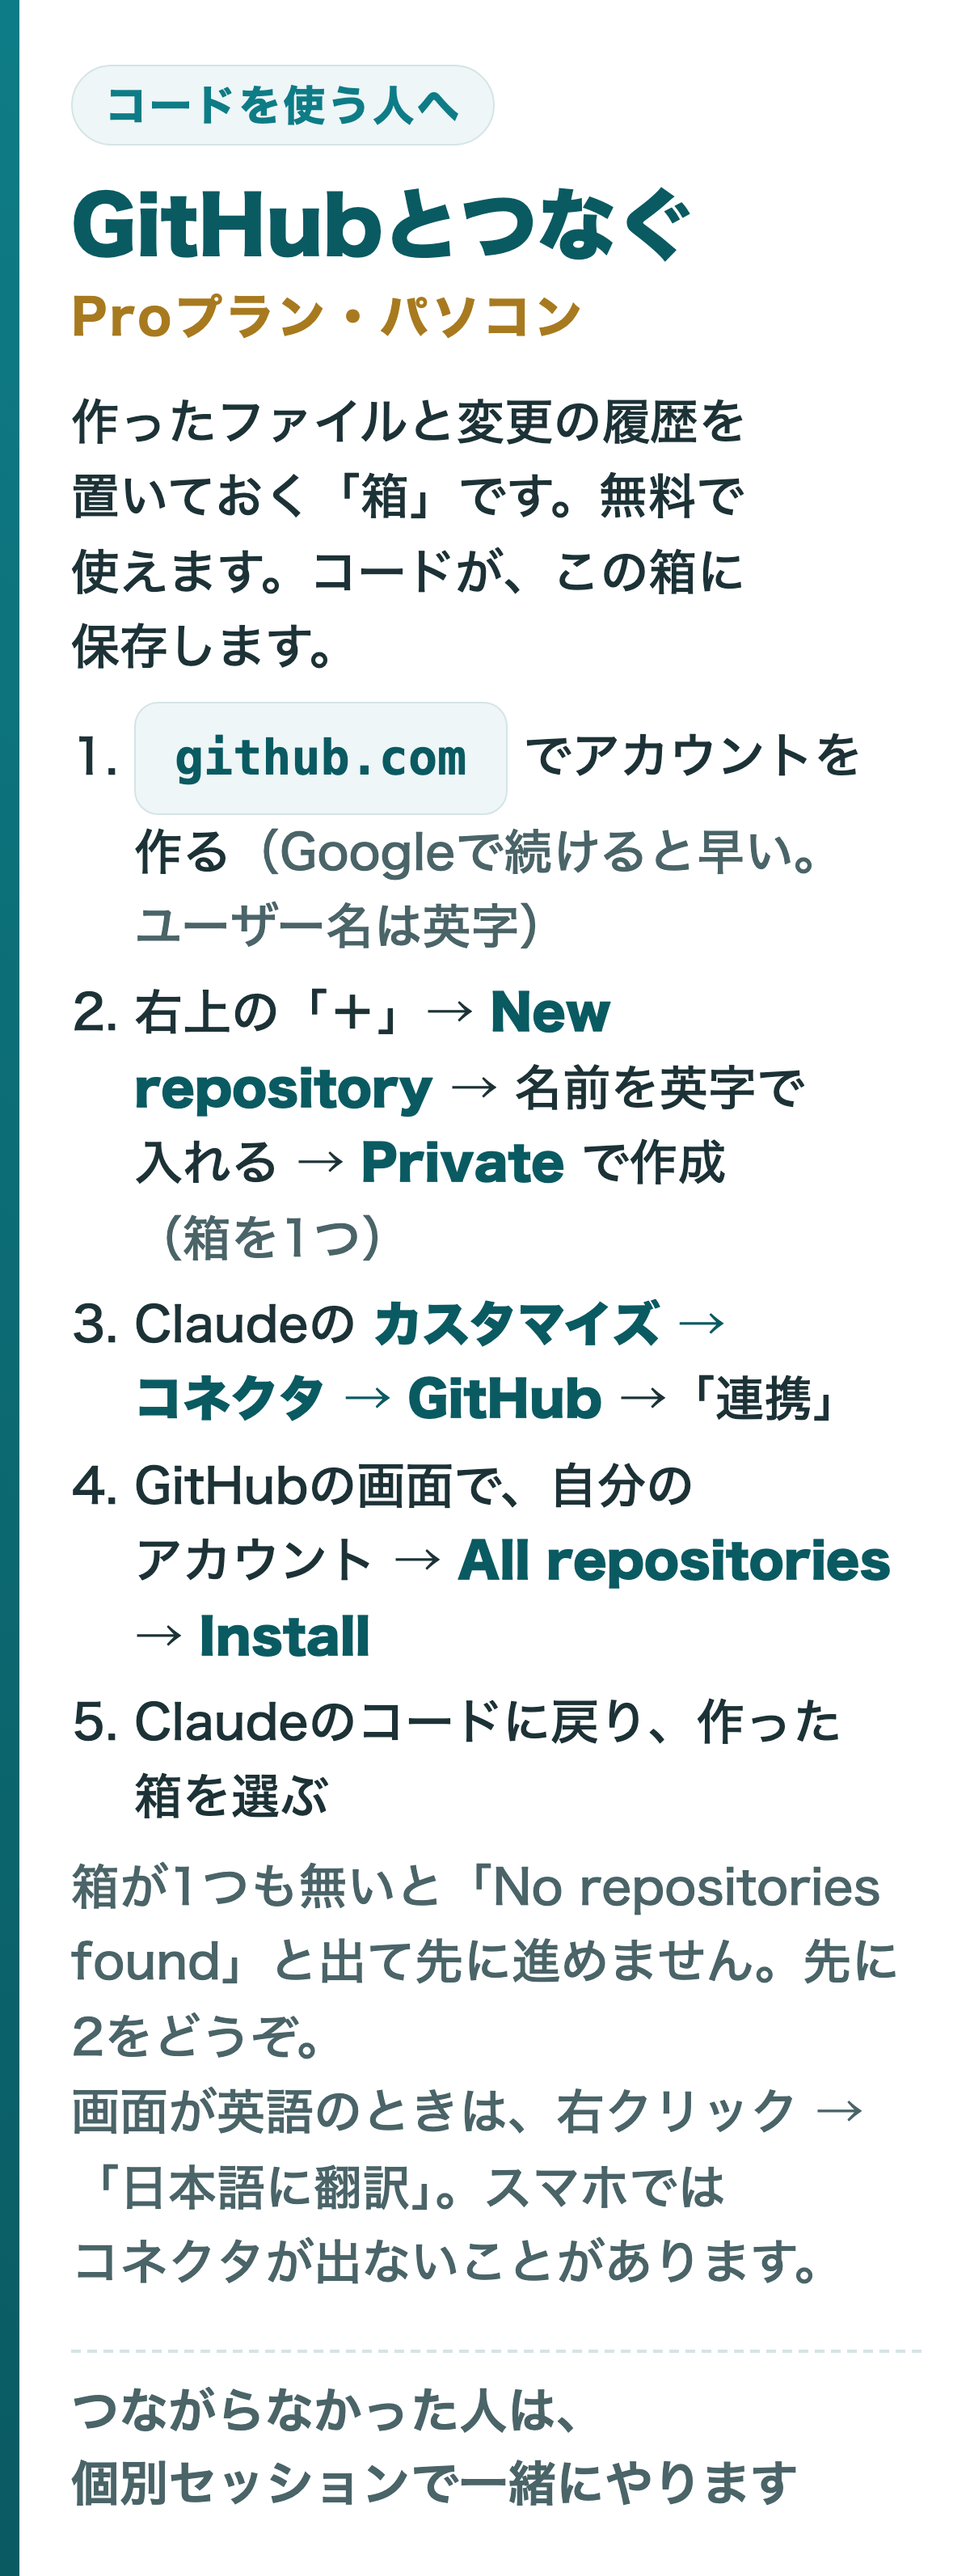 コードを使う人へ
GitHubとつなぐ
Proプラン・パソコン
作ったファイルと変更の履歴を
置いておく「箱」です。無料で
使えます。コードが、この箱に
保存します。
1. github.com でアカウントを
作る（Googleで続けると早い。
ユーザー名は英字）
2. 右上の「＋」→ New
repository → 名前を英字で
入れる → Private で作成
（箱を1つ）
3. Claudeの カスタマイズ →
コネクタ → GitHub →「連携」
4. GitHubの画面で、自分の
アカウント → All repositories
→ Install
5. Claudeのコードに戻り、作った
箱を選ぶ
箱が1つも無いと「No repositories
found」と出て先に進めません。先に
2をどうぞ。
画面が英語のときは、右クリック →
「日本語に翻訳」。スマホでは
コネクタが出ないことがあります。
つながらなかった人は、
個別セッションで一緒にやります